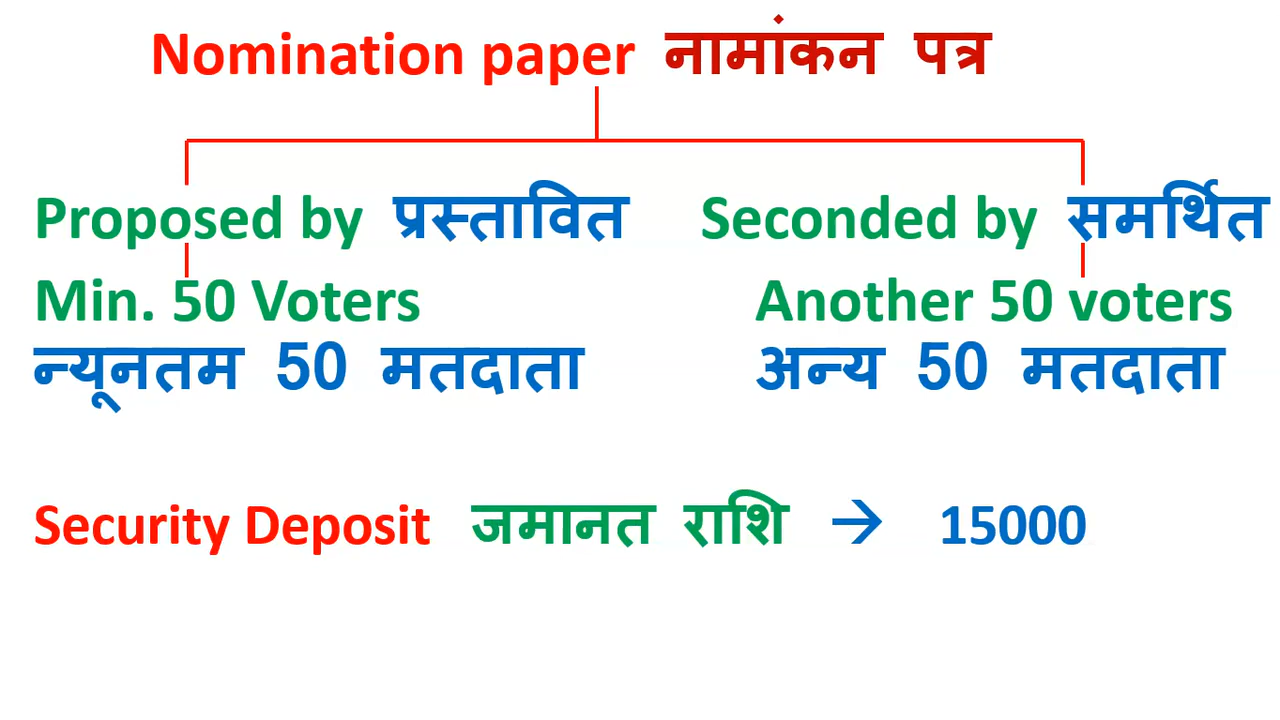 Nomination paper नामांकन पत्र
Proposed by प्रस्तावित Seconded by समर्थित
Min. 50 Voters Another 50 voters
न्यूनतम 50 मतदाता अन्य 50 मतदाता
Security Deposit जमानत राशि → 15000